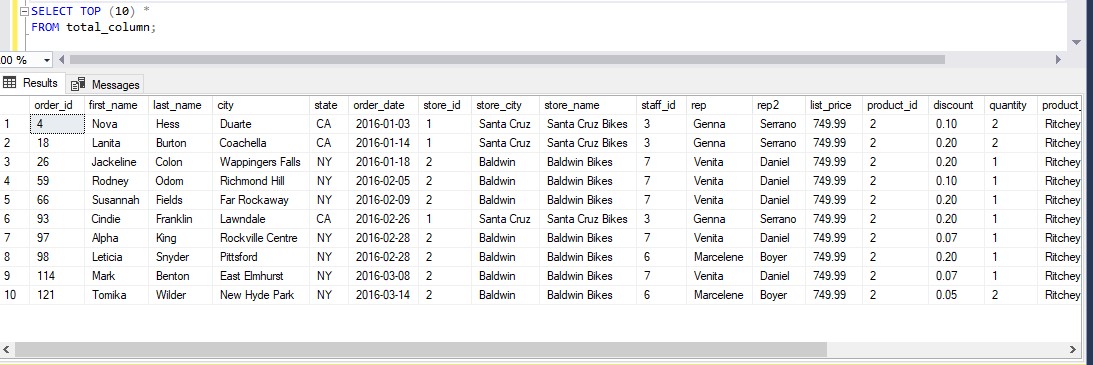 SELECT TOP (10) *
FROM total_column;
00 %
Results Messages
order_id first_name last_name city state order_date store_id store_city store_name staff_id rep rep2 list_price product_id discount quantity product_
1 4 Nova Hess Duarte CA 2016-01-03 1 Santa Cruz Santa Cruz Bikes 3 Genna Serrano 749.99 2 0.10 2 Ritchey
2 18 Lanita Burton Coachella CA 2016-01-14 1 Santa Cruz Santa Cruz Bikes 3 Genna Serrano 749.99 2 0.20 2 Ritchey
3 26 Jackeline Colon Wappingers Falls NY 2016-01-18 2 Baldwin Baldwin Bikes 7 Venita Daniel 749.99 2 0.20 1 Ritchey
4 59 Rodney Odom Richmond Hill NY 2016-02-05 2 Baldwin Baldwin Bikes 7 Venita Daniel 749.99 2 0.10 1 Ritchey
5 66 Susannah Fields Far Rockaway NY 2016-02-09 2 Baldwin Baldwin Bikes 7 Venita Daniel 749.99 2 0.20 1 Ritchey
6 93 Cindie Franklin Lawndale CA 2016-02-26 1 Santa Cruz Santa Cruz Bikes 3 Genna Serrano 749.99 2 0.20 1 Ritchey
7 97 Alpha King Rockville Centre NY 2016-02-28 2 Baldwin Baldwin Bikes 7 Venita Daniel 749.99 2 0.07 1 Ritchey
8 98 Leticia Snyder Pittsford NY 2016-02-28 2 Baldwin Baldwin Bikes 6 Marcelene Boyer 749.99 2 0.20 1 Ritchey
9 114 Mark Benton East Elmhurst NY 2016-03-08 2 Baldwin Baldwin Bikes 7 Venita Daniel 749.99 2 0.07 1 Ritchey
10 121 Tomika Wilder New Hyde Park NY 2016-03-14 2 Baldwin Baldwin Bikes 6 Marcelene Boyer 749.99 2 0.05 2 Ritchey